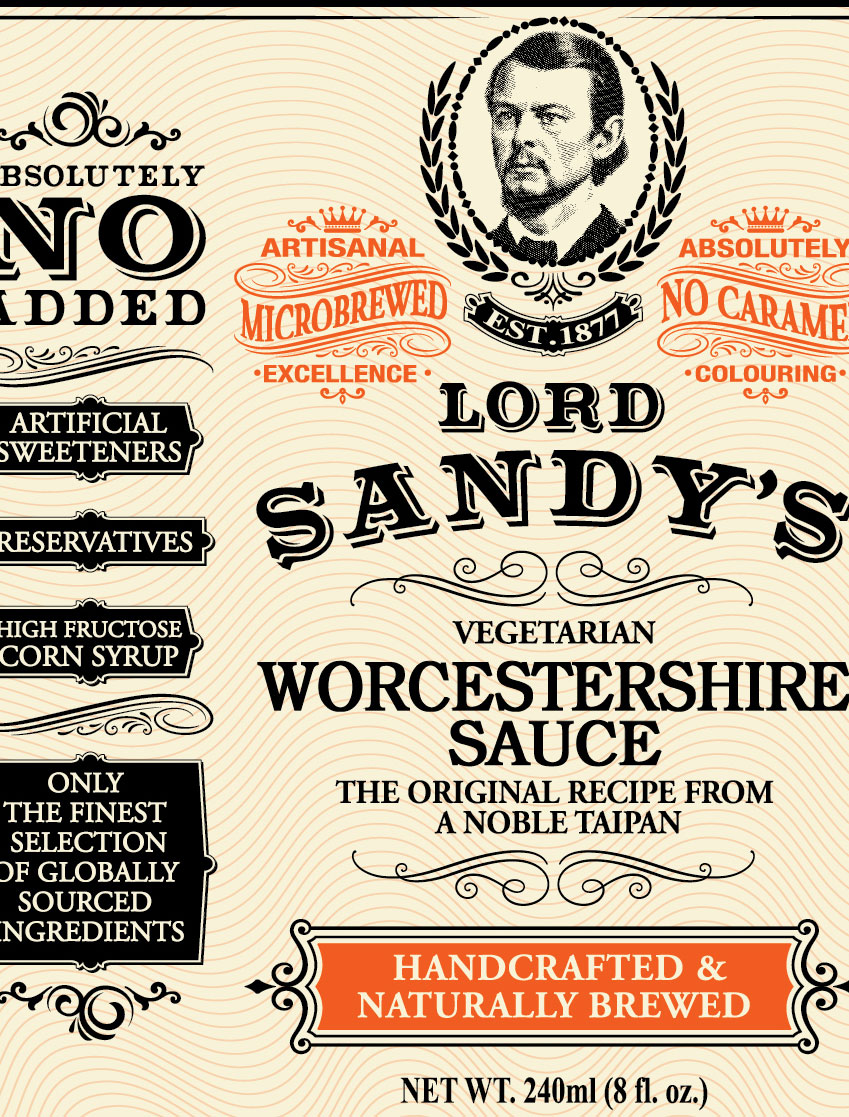 ABSOLUTELY
NO
ADDED
ARTIFICIAL
SWEETENERS
RESERVATIVES
HIGH FRUCTOSE
CORN SYRUP
ONLY
THE FINEST
SELECTION
OF GLOBALLY
SOURCED
INGREDIENTS
ARTISANAL
MICROBREWED
•EXCELLENCE•
EST.1877
ABSOLUTELY
NO CARAME
•COLOURING•
LORD
SANDY'S
VEGETARIAN
WORCESTERSHIRE
SAUCE
THE ORIGINAL RECIPE FROM
A NOBLE TAIPAN
HANDCRAFTED &
NATURALLY BREWED
NET WT. 240ml (8 fl. oz.)